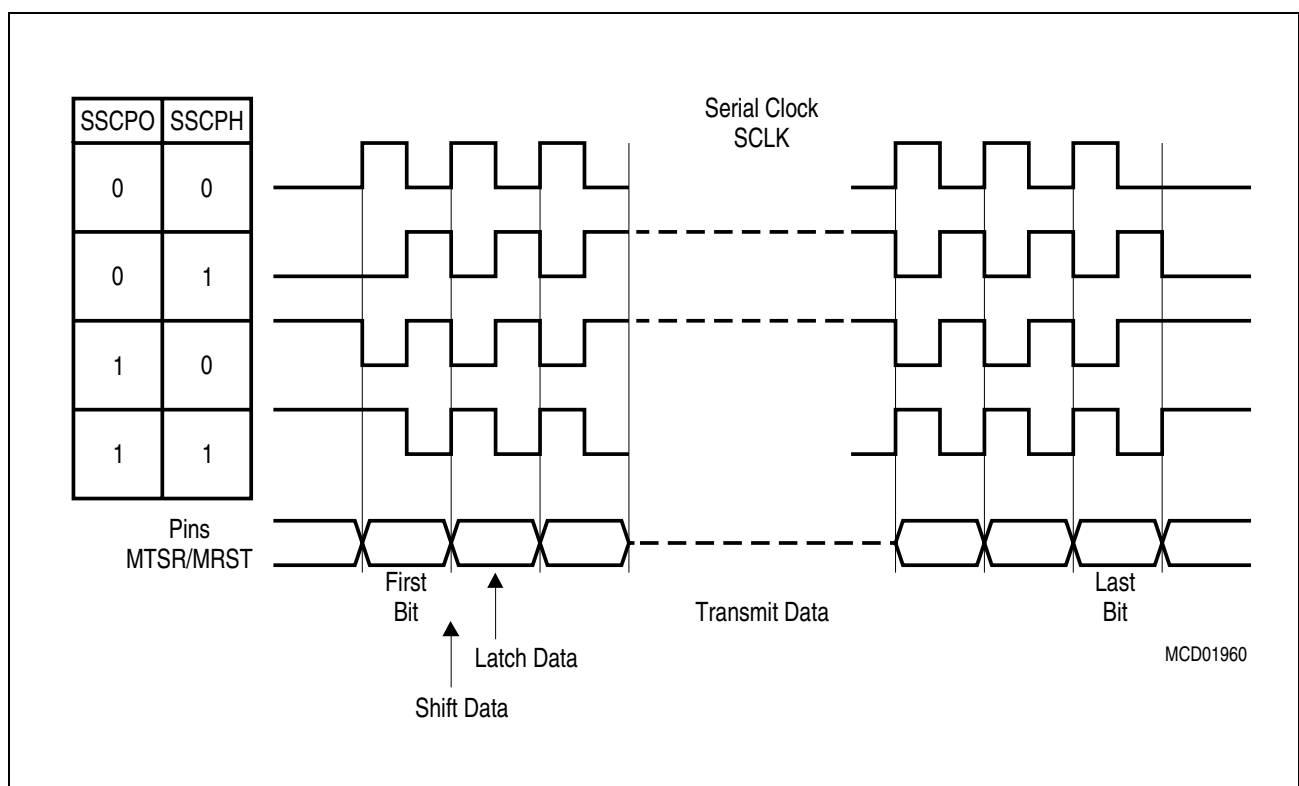 SSCPO SSCPH
0 0
0 1
1 0
1 1
Serial Clock
SCLK
Pins
MTSR/MRST
First
Bit
Last
Bit
Transmit Data
Latch Data
Shift Data
MCD01960